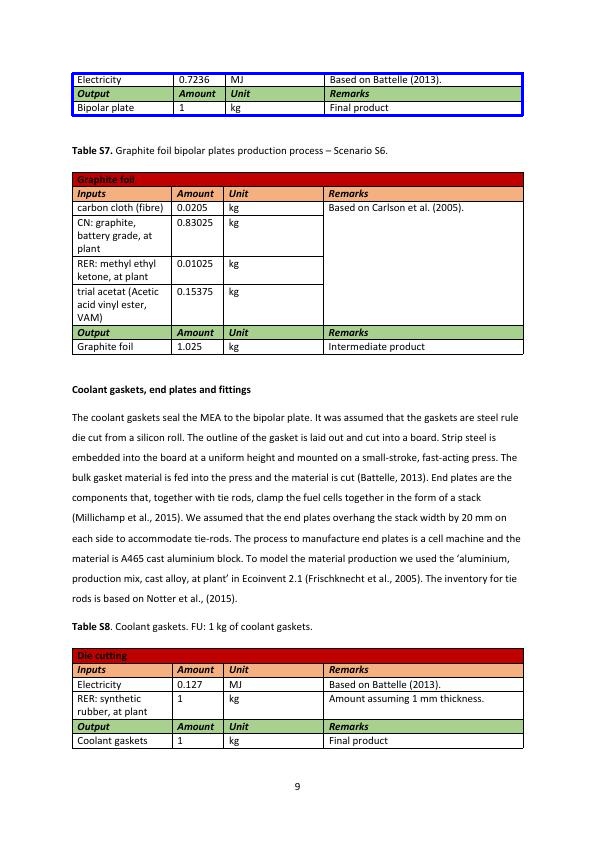 Electricity 0.7236 MJ Based on Battelle (2013).
Output Amount Unit Remarks
Bipolar plate 1 kg Final product
Table S7. Graphite foil bipolar plates production process – Scenario S6.
Graphite foil
Inputs Amount Unit Remarks
carbon cloth (fibre) 0.0205 kg Based on Carlson et al. (2005).
CN: graphite, 0.83025 kg
battery grade, at
plant
RER: methyl ethyl 0.01025 kg
ketone, at plant
trial acetat (Acetic 0.15375 kg
acid vinyl ester,
VAM)
Output Amount Unit Remarks
Graphite foil 1.025 kg Intermediate product
Coolant gaskets, end plates and fittings
The coolant gaskets seal the MEA to the bipolar plate. It was assumed that the gaskets are steel rule
die cut from a silicon roll. The outline of the gasket is laid out and cut into a board. Strip steel is
embedded into the board at a uniform height and mounted on a small-stroke, fast-acting press. The
bulk gasket material is fed into the press and the material is cut (Battelle, 2013). End plates are the
components that, together with tie rods, clamp the fuel cells together in the form of a stack
(Millichamp et al., 2015). We assumed that the end plates overhang the stack width by 20 mm on
each side to accommodate tie-rods. The process to manufacture end plates is a cell machine and the
material is A465 cast aluminium block. To model the material production we used the ‘aluminium,
production mix, cast alloy, at plant’ in Ecoinvent 2.1 (Frischknecht et al., 2005). The inventory for tie
rods is based on Notter et al., (2015).
Table S8. Coolant gaskets. FU: 1 kg of coolant gaskets.
Die cutting
Inputs Amount Unit Remarks
Electricity 0.127 MJ Based on Battelle (2013).
RER: synthetic 1 kg Amount assuming 1 mm thickness.
rubber, at plant
Output Amount Unit Remarks
Coolant gaskets 1 kg Final product
9